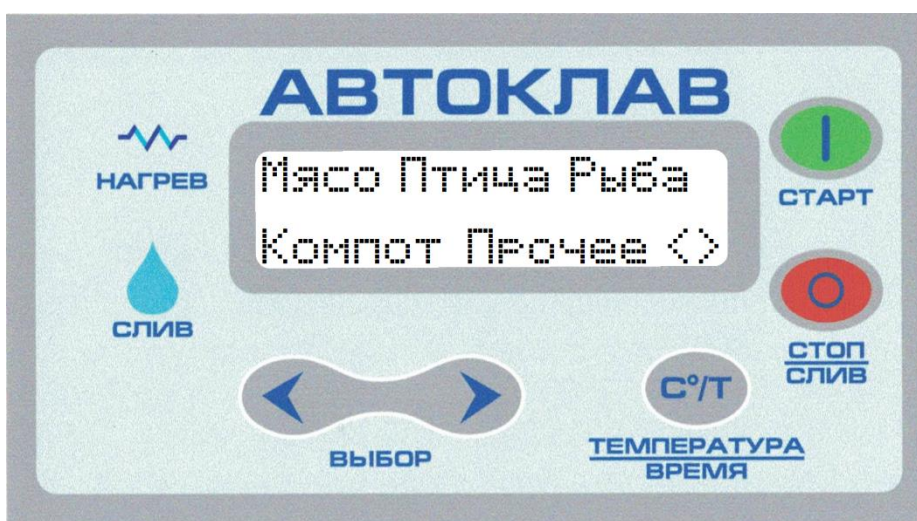 АВТОКЛАВ
НАГРЕВ
Мясо Птица Рыба
СТАРТ
Компот Прочее <>
СЛИВ
СТОП
СЛИВ
C°/T
ВЫБОР
ТЕМПЕРАТУРА
ВРЕМЯ